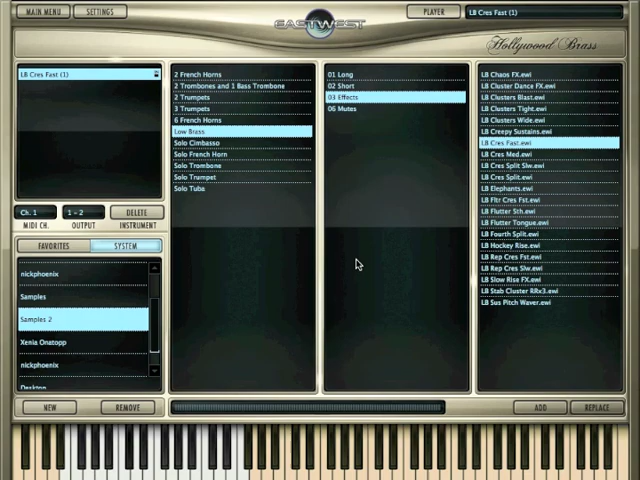 MAIN MENU
SETTINGS
EASTWEST
PLAYER
LB Cres Fast (1)
Hollywood Brass
LB Cres Fast (1)
Ch. 1
1 - 2
DELETE
MIDI CH.
OUTPUT
INSTRUMENT
FAVORITES
SYSTEM
nickphoenix
Samples
Samples 2
Xenia Onatopp
nickphoenix
Desktop
NEW
REMOVE
2 French Horns
2 Trombones and 1 Bass Trombone
2 Trumpets
3 Trumpets
6 French Horns
Low Brass
Solo Cimbasso
Solo French Horn
Solo Trombone
Solo Trumpet
Solo Tuba
01 Long
02 Short
03 Effects
06 Mutes
LB Chaos FX.ewi
LB Cluster Dance FX.ewi
LB Clusters Blast.ewi
LB Clusters Tight.ewi
LB Clusters Wide.ewi
LB Creepy Sustains.ewi
LB Cres Fast.ewi
LB Cres Med.ewi
LB Cres Split Slw.ewi
LB Cres Split.ewi
LB Elephants.ewi
LB Fltr Cres Fst.ewi
LB Flutter 5th.ewi
LB Flutter Tongue.ewi
LB Fourth Split.ewi
LB Hockey Rise.ewi
LB Rep Cres Fst.ewi
LB Rep Cres Slw.ewi
LB Slow Rise FX.ewi
LB Stab Cluster RRx3.ewi
LB Sus Pitch Waver.ewi
ADD
REPLACE